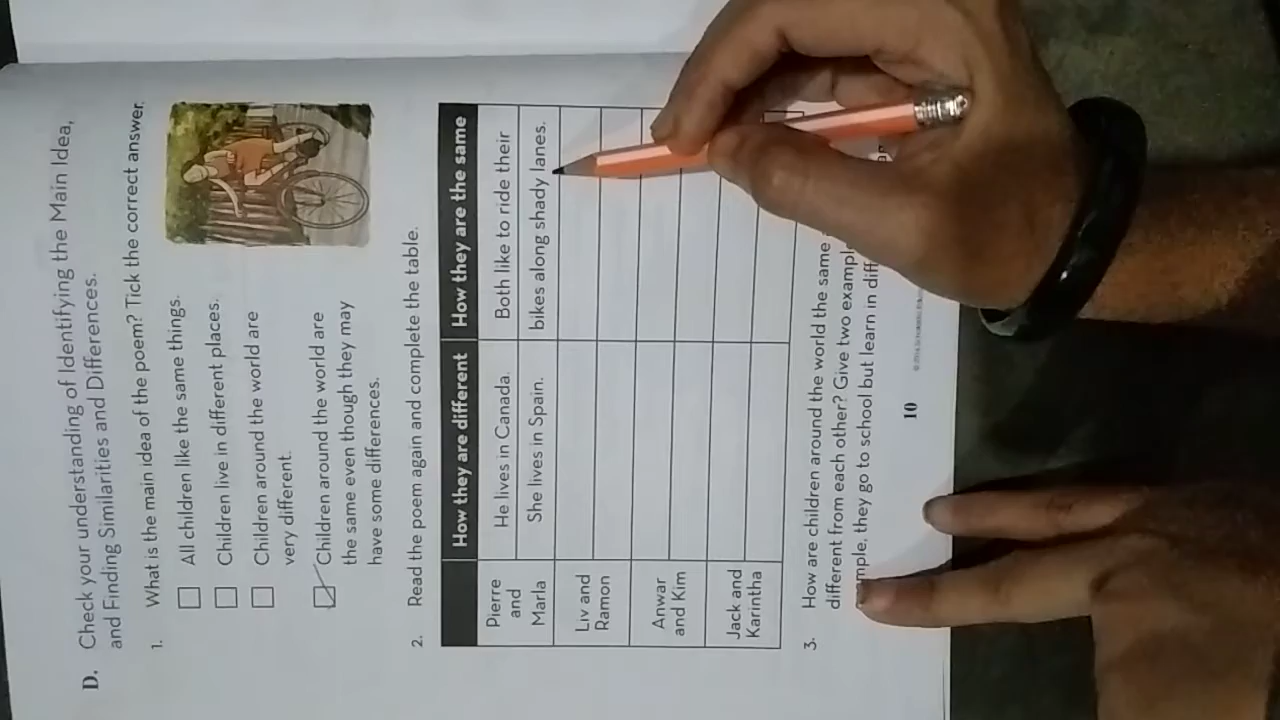 D. Check your understanding of Identifying the Main Idea,
and Finding Similarities and Differences.
1. What is the main idea of the poem? Tick the correct answer.
All children like the same things.
Children live in different places.
Children around the world are
very different.
Children around the world are
the same even though they may
have some differences.
2. Read the poem again and complete the table.
How they are different How they are the same
Pierre and Marla He lives in Canada. Both like to ride their
She lives in Spain. bikes along shady lanes.
Liv and
Ramon
Anwar
and Kim
Jack and
Karintha
3. How are children around the world the same
different from each other? Give two
they go to school but learn in
10